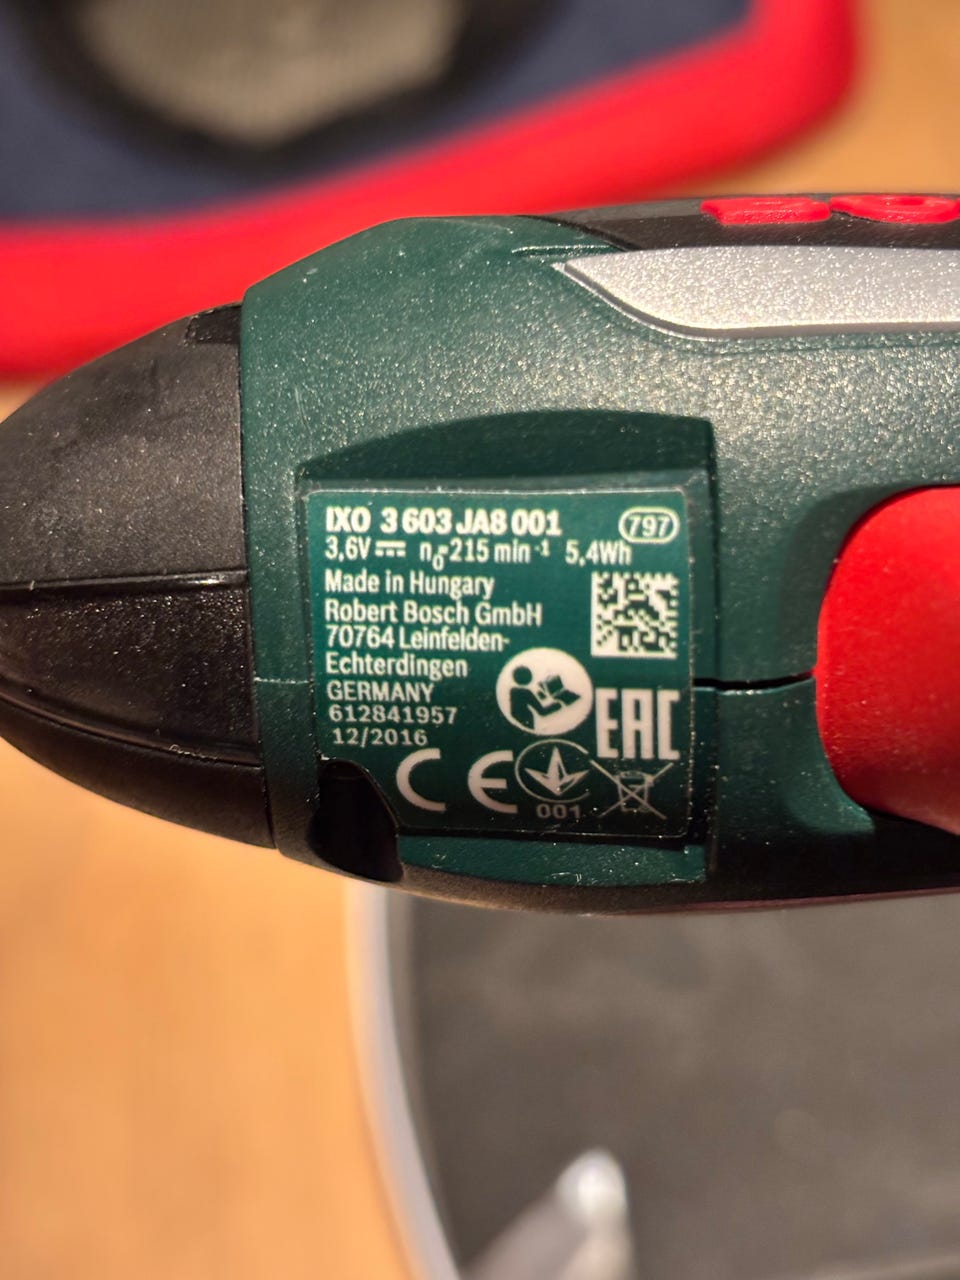 IXO 3 603 JA8 001 797
3,6V n₀-215 min⁻¹ 5,4Wh
Made in Hungary
Robert Bosch GmbH
70764 Leinfelden-
Echterdingen
GERMANY
612841957
12/2016
EAC
CE
001